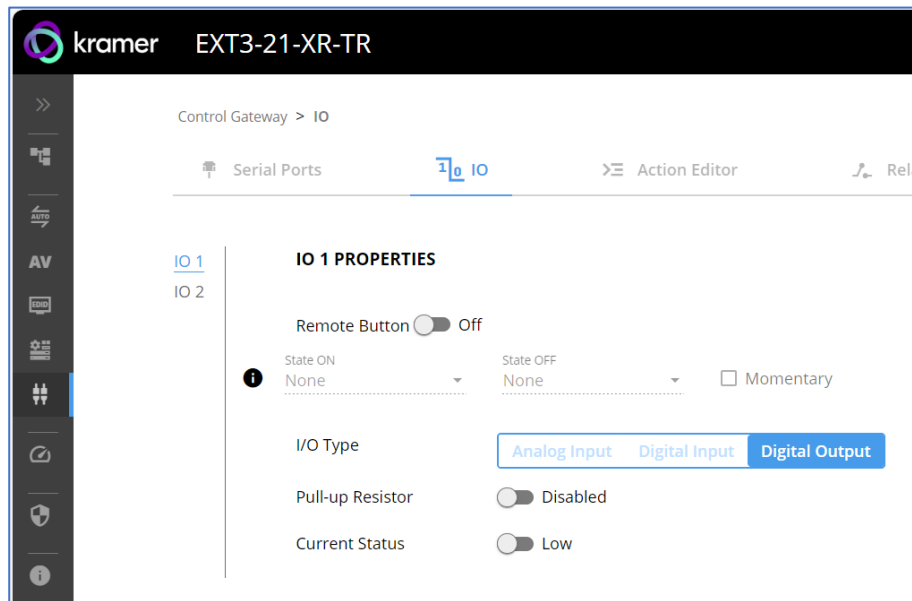 kramer EXT3-21-XR-TR
Control Gateway > IO
Serial Ports
1 0 IO
Action Editor
Rela
AUTO
AV
EDID
IO 1
IO 2
IO 1 PROPERTIES
Remote Button Off
State ON
None
State OFF
None
Momentary
I/O Type
Analog Input Digital Input Digital Output
Pull-up Resistor Disabled
Current Status Low